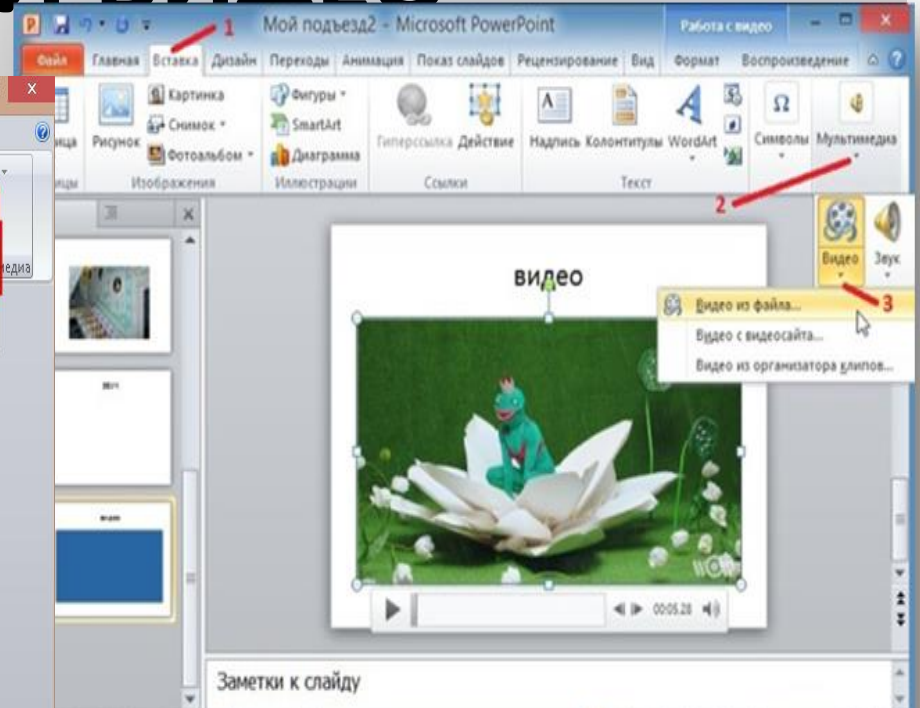 1 Мой подъезд2 - Microsoft PowerPoint Работа с видео
Файл Главная Вставка Дизайн Переходы Анимация Показ слайдов Рецензирование Вид Формат Воспроизведение
Рисунок Картинка Снимок Фотоальбом Фигуры SmartArt Диаграмма Гиперссылка Действие Надпись Колонтитулы WordArt Символы Мультимедиа
Изображения Иллюстрации Ссылки Текст
2
Видео Звук
3
Видео из файла...
Видео с видеосайта...
Видео из организатора клипов...
видео
00:05.28
Заметки к слайду